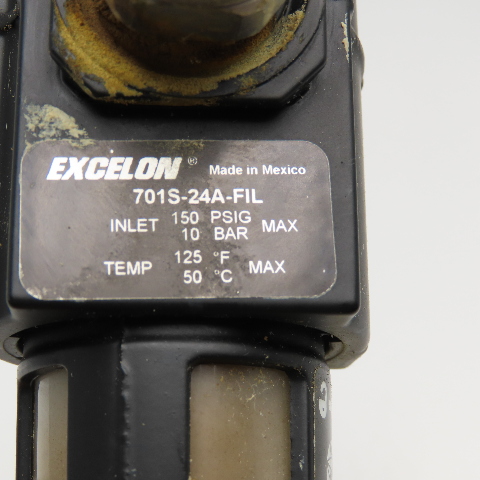 EXCELON® Made in Mexico
701S-24A-FIL
INLET 150 PSIG MAX
10 BAR
TEMP 125 °F MAX
50 °C